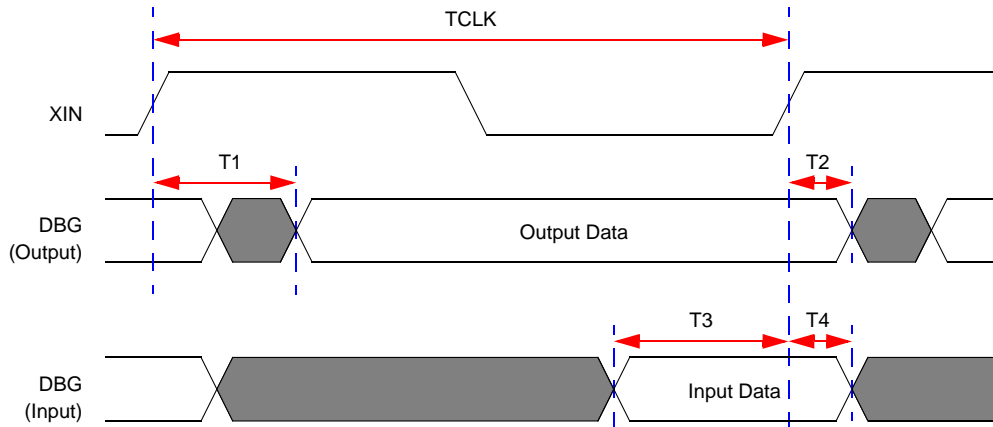 TCLK
XIN
T1
T2
DBG
(Output)
Output Data
T3
T4
DBG
(Input)
Input Data